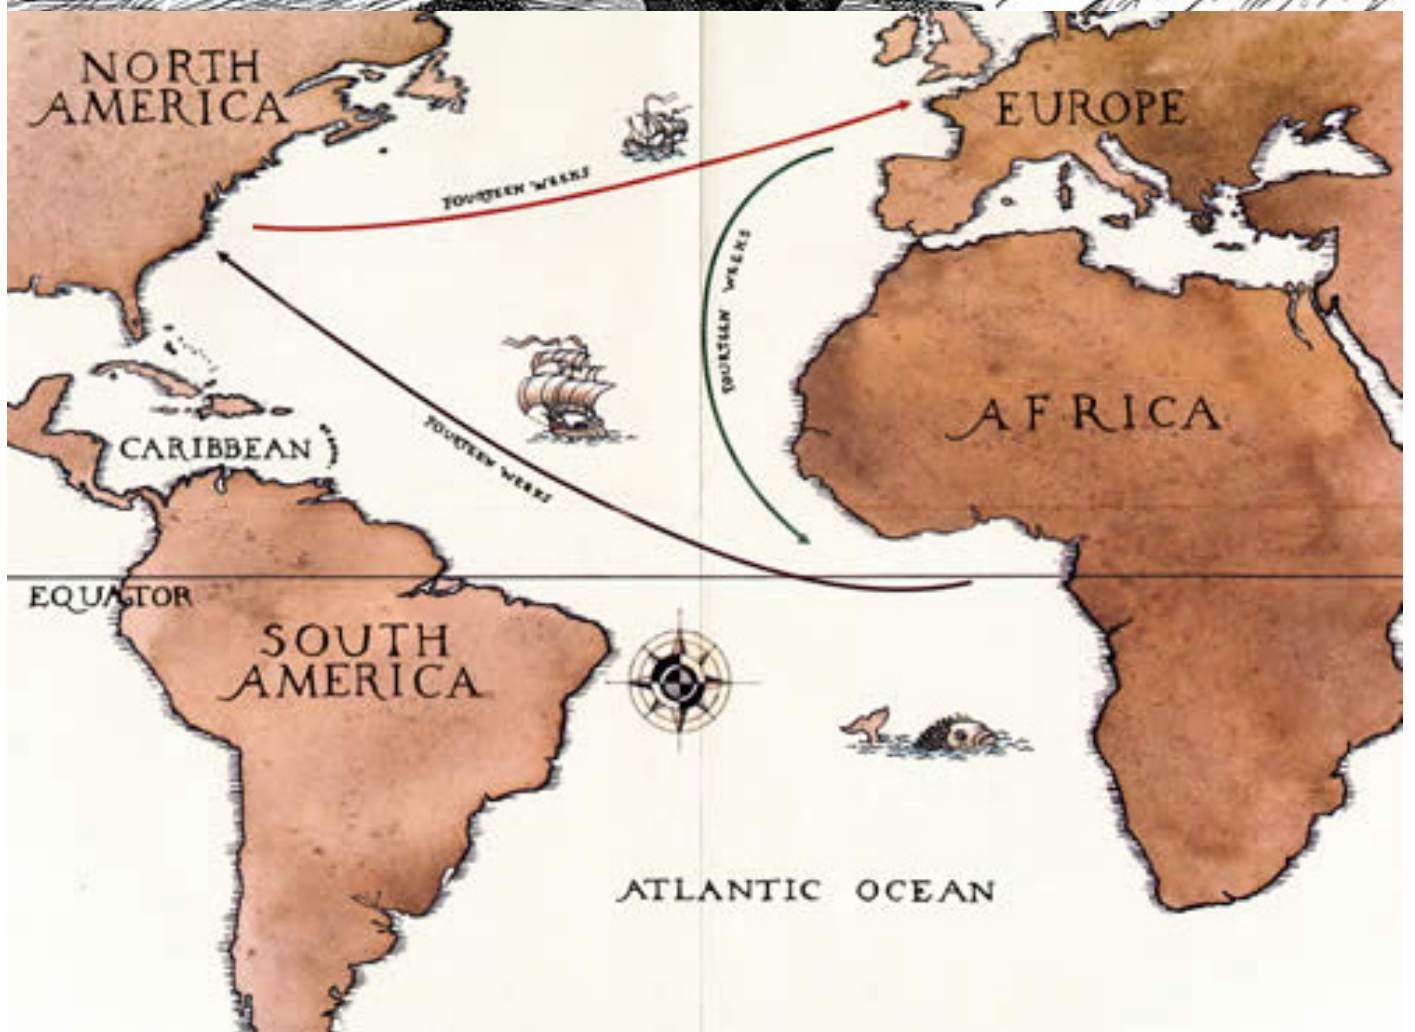 NORTH
AMERICA
EUROPE
FOURTEEN WEEKS
FOURTEEN WEEKS
AFRICA
FOURTEEN WEEKS
CARIBBEAN
EQUATOR
SOUTH
AMERICA
ATLANTIC OCEAN